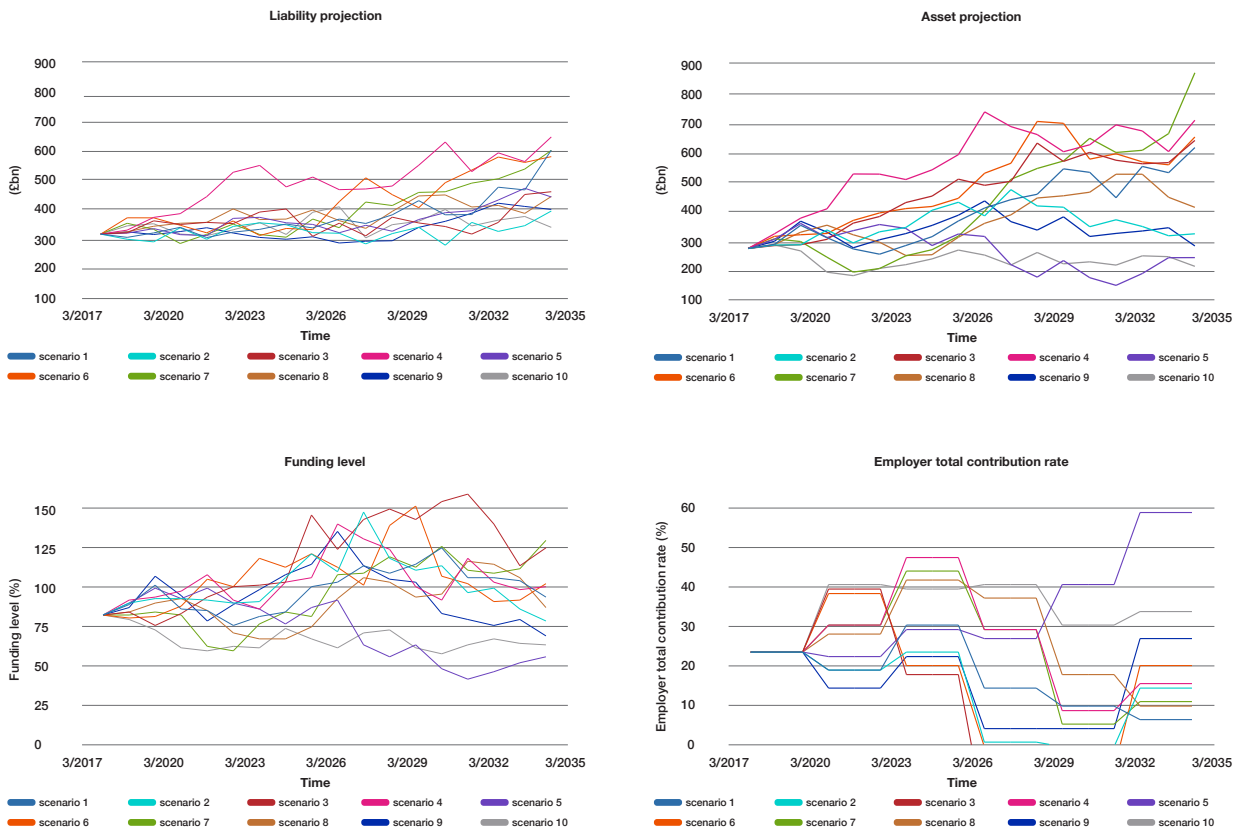 Liability projection
900
800
700
600
500
400
300
200
100
(£bn)
3/2017 3/2020 3/2023 3/2026 3/2029 3/2032 3/2035
Time
scenario 1 scenario 2 scenario 3 scenario 4 scenario 5
scenario 6 scenario 7 scenario 8 scenario 9 scenario 10
Asset projection
900
800
700
600
500
400
300
200
100
(£bn)
3/2017 3/2020 3/2023 3/2026 3/2029 3/2032 3/2035
Time
scenario 1 scenario 2 scenario 3 scenario 4 scenario 5
scenario 6 scenario 7 scenario 8 scenario 9 scenario 10
Funding level
150
125
100
75
50
25
0
Funding level (%)
3/2017 3/2020 3/2023 3/2026 3/2029 3/2032 3/2035
Time
scenario 1 scenario 2 scenario 3 scenario 4 scenario 5
scenario 6 scenario 7 scenario 8 scenario 9 scenario 10
Employer total contribution rate
60
50
40
30
20
10
0
Employer total contribution rate (%)
3/2017 3/2020 3/2023 3/2026 3/2029 3/2032 3/2035
Time
scenario 1 scenario 2 scenario 3 scenario 4 scenario 5
scenario 6 scenario 7 scenario 8 scenario 9 scenario 10